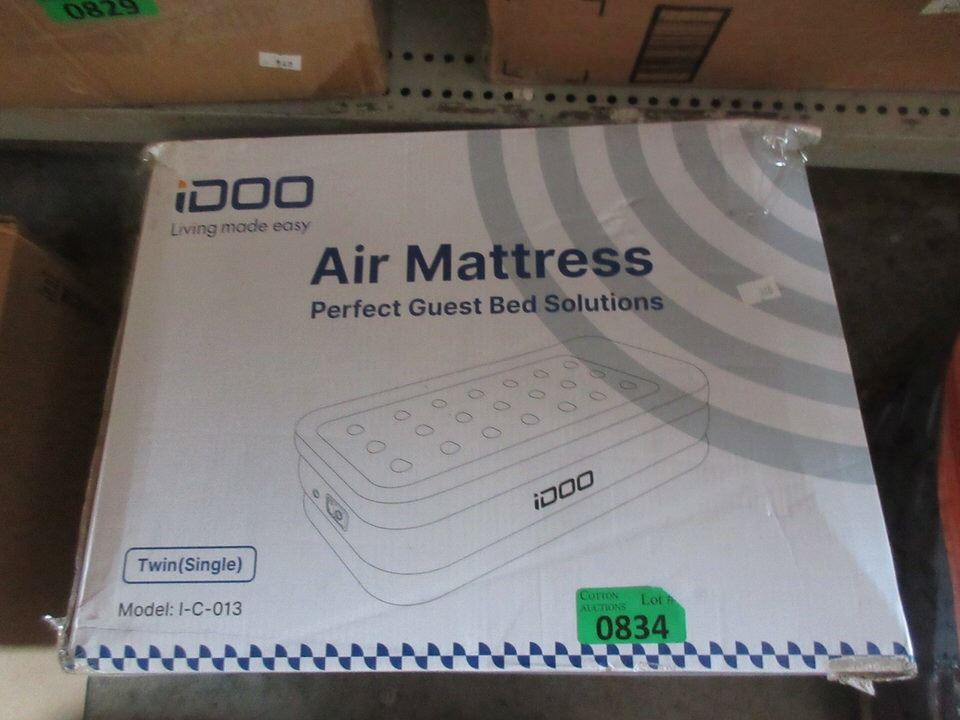 0829
iDOO
Living made easy
Air Mattress
Perfect Guest Bed Solutions
iDOO
Twin(Single)
Model: I-C-013
COTTON
AUCTIONS
Lot #
0834